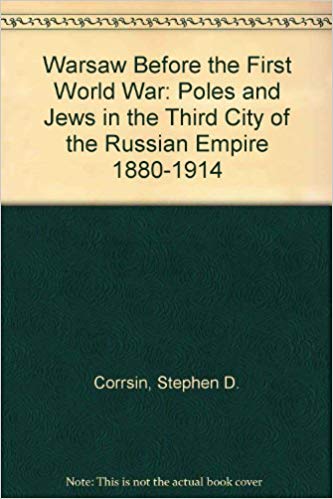 Warsaw Before the First
World War: Poles and
Jews in the Third City of
the Russian Empire
1880-1914
Corrsin, Stephen D.
Note: This is not the actual book cover